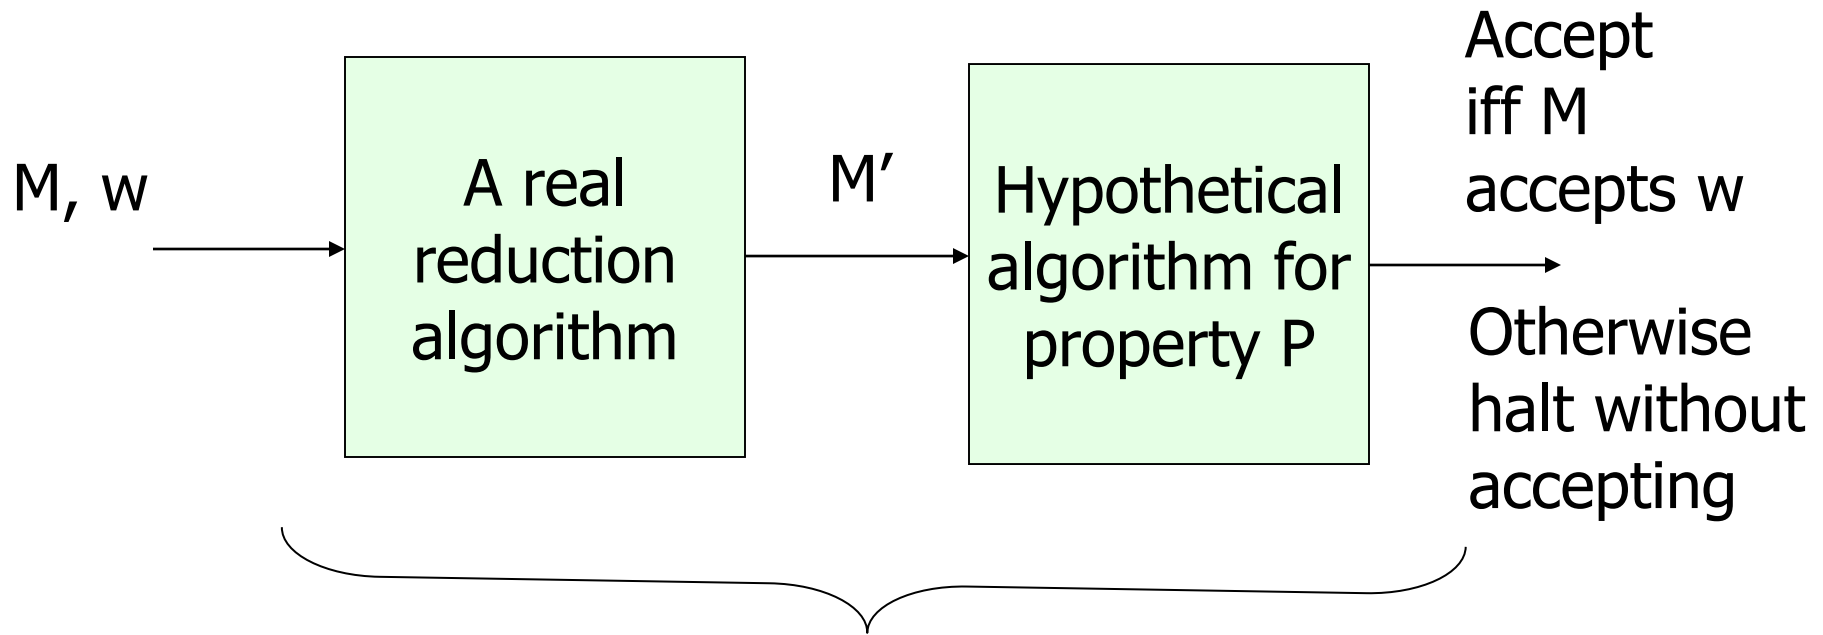 M, w
A real
reduction
algorithm
M’
Hypothetical
algorithm for
property P
Accept
iff M
accepts w
Otherwise
halt without
accepting